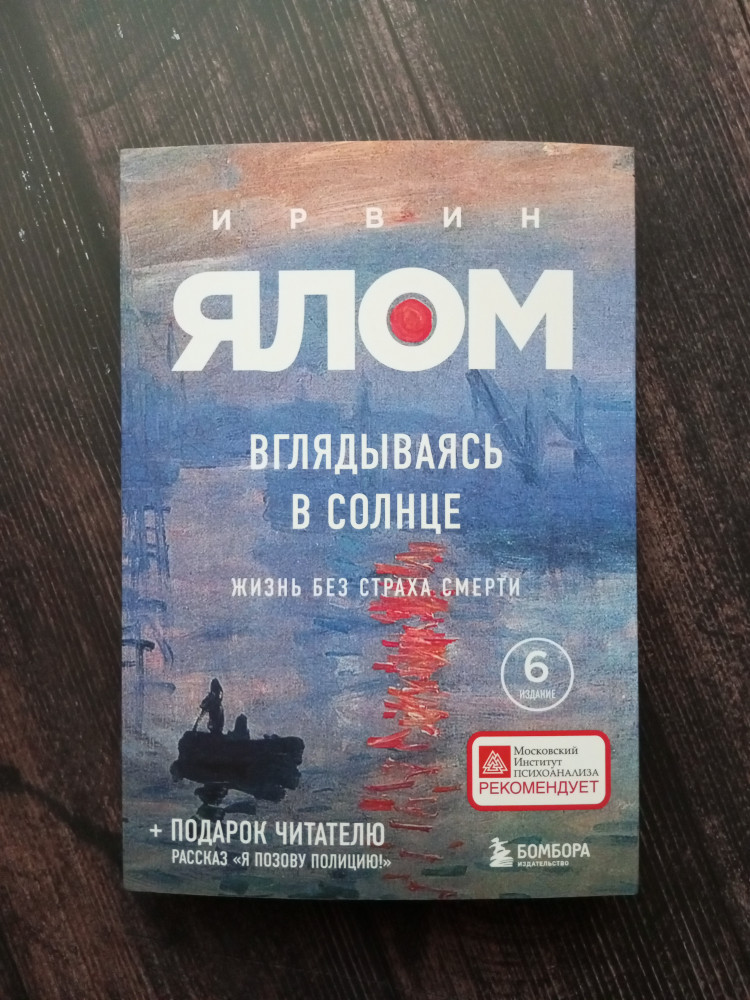 ИРВИН
ЯЛОМ
ВГЛЯДЫВАЯСЬ
В СОЛНЦЕ
ЖИЗНЬ БЕЗ СТРАХА СМЕРТИ
6
ИЗДАНИЕ
Московский
Институт
ПСИХОАНАЛИЗА
РЕКОМЕНДУЕТ
+ ПОДАРОК ЧИТАТЕЛЮ
РАССКАЗ «Я ПОЗОВУ ПОЛИЦИЮ!»
БОМБОРА
ИЗДАТЕЛЬСТВО